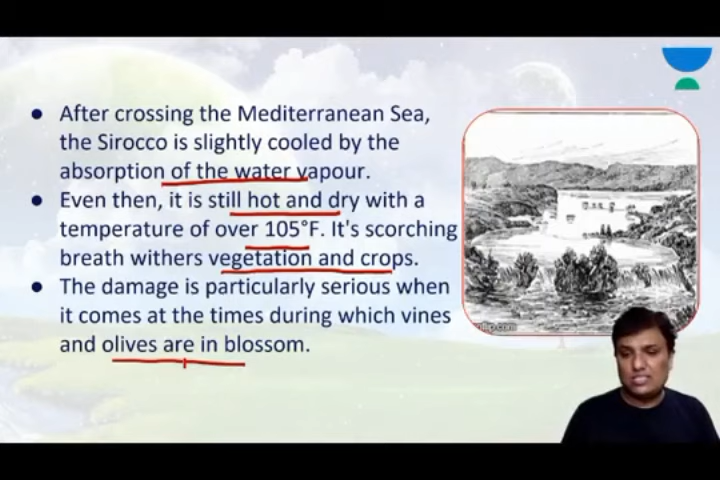 After crossing the Mediterranean Sea,
the Sirocco is slightly cooled by the
absorption of the water vapour.
Even then, it is still hot and dry with a
temperature of over 105°F. It's scorching
breath withers vegetation and crops.
The damage is particularly serious when
it comes at the times during which vines
and olives are in blossom.